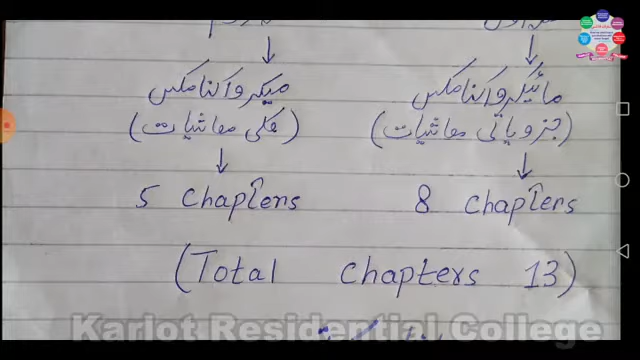 مائیکرو اکنامکس میکرو اکنامکس
(جزویاتی معاشیات) (کلی معاشیات)
5 Chapters 8 Chapters
(Total Chapters 13)
Karlot Residential College